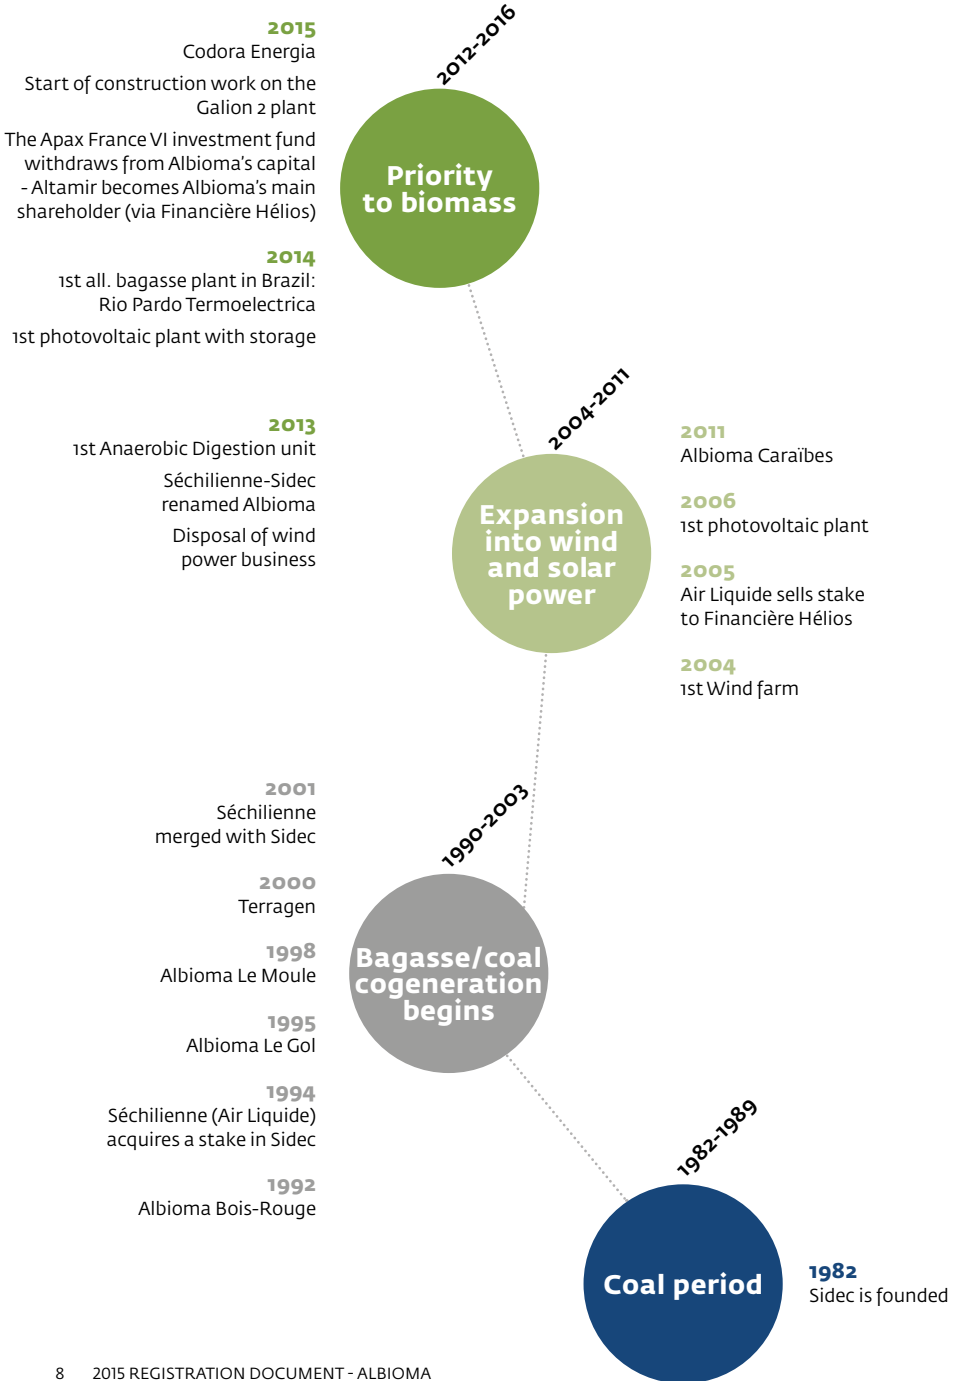 2012-2016
Priority
to biomass
2015
Codora Energia
Start of construction work on the
Galion 2 plant
The Apax France VI investment fund
withdraws from Albioma's capital
- Altamir becomes Albioma's main
shareholder (via Financière Hélios)
2014
1st all. bagasse plant in Brazil:
Rio Pardo Termoelectrica
1st photovoltaic plant with storage
2013
1st Anaerobic Digestion unit
Séchilienne-Sidec
renamed Albioma
Disposal of wind
power business
2004-2011
Expansion
into wind
and solar
power
2011
Albioma Caraïbes
2006
1st photovoltaic plant
2005
Air Liquide sells stake
to Financière Hélios
2004
1st Wind farm
1990-2003
Bagasse/coal
cogeneration
begins
2001
Séchilienne
merged with Sidec
2000
Terragen
1998
Albioma Le Moule
1995
Albioma Le Gol
1994
Séchilienne (Air Liquide)
acquires a stake in Sidec
1992
Albioma Bois-Rouge
1982-1989
Coal period
1982
Sidec is founded
8 2015 REGISTRATION DOCUMENT - ALBIOMA